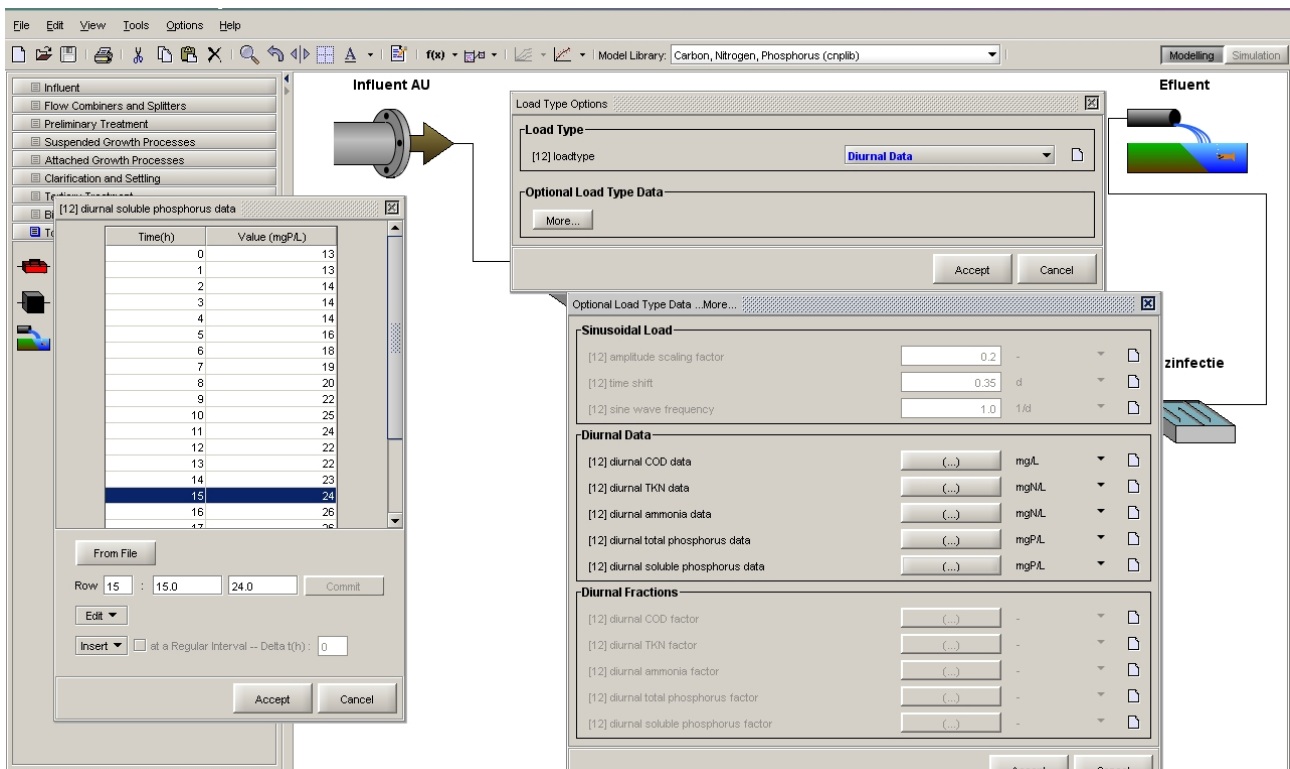 File Edit View Tools Options Help
A f(x) Model Library: Carbon, Nitrogen, Phosphorus (cnplib) Modelling Simulation
Influent
Flow Combiners and Splitters
Preliminary Treatment
Suspended Growth Processes
Attached Growth Processes
Clarification and Settling
Influent AU
Efluent
zinfectie
Load Type Options
Load Type
[12] loadtype Diurnal Data
Optional Load Type Data
More...
Accept Cancel
[12] diurnal soluble phosphorus data
Time(h) Value (mgP/L)
0 13
1 13
2 14
3 14
4 14
5 16
6 18
7 19
8 20
9 22
10 25
11 24
12 22
13 22
14 23
15 24
16 26
17 26
From File
Row 15 : 15.0 24.0 Commit
Edit
Insert at a Regular Interval -- Delta t(h) : 0
Accept Cancel
Optional Load Type Data ...More...
Sinusoidal Load
[12] amplitude scaling factor 0.2 -
[12] time shift 0.35 d
[12] sine wave frequency 1.0 1/d
Diurnal Data
[12] diurnal COD data (...) mg/L
[12] diurnal TKN data (...) mgN/L
[12] diurnal ammonia data (...) mgN/L
[12] diurnal total phosphorus data (...) mgP/L
[12] diurnal soluble phosphorus data (...) mgP/L
Diurnal Fractions
[12] diurnal COD factor (...) -
[12] diurnal TKN factor (...) -
[12] diurnal ammonia factor (...) -
[12] diurnal total phosphorus factor (...) -
[12] diurnal soluble phosphorus factor (...) -